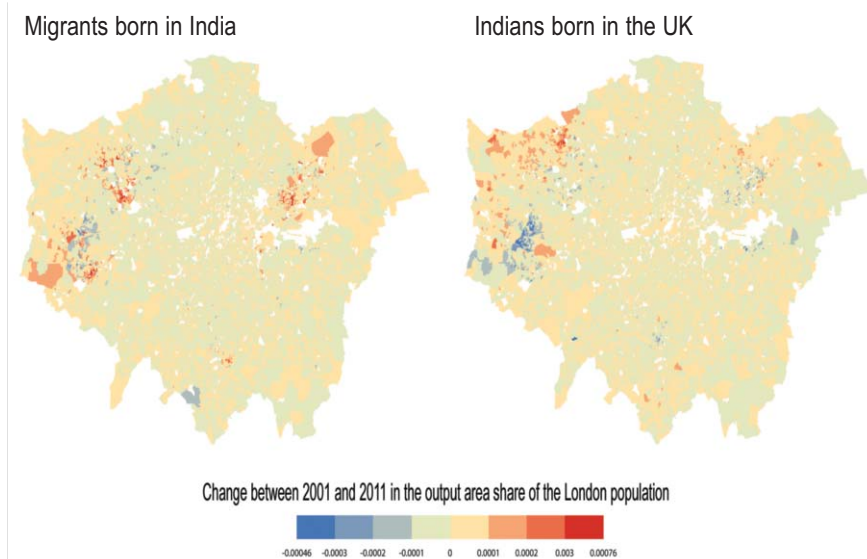 Migrants born in India
Indians born in the UK
Change between 2001 and 2011 in the output area share of the London population
-0.00046 -0.0003 -0.0002 -0.0001 0 0.0001 0.0002 0.003 0.00076